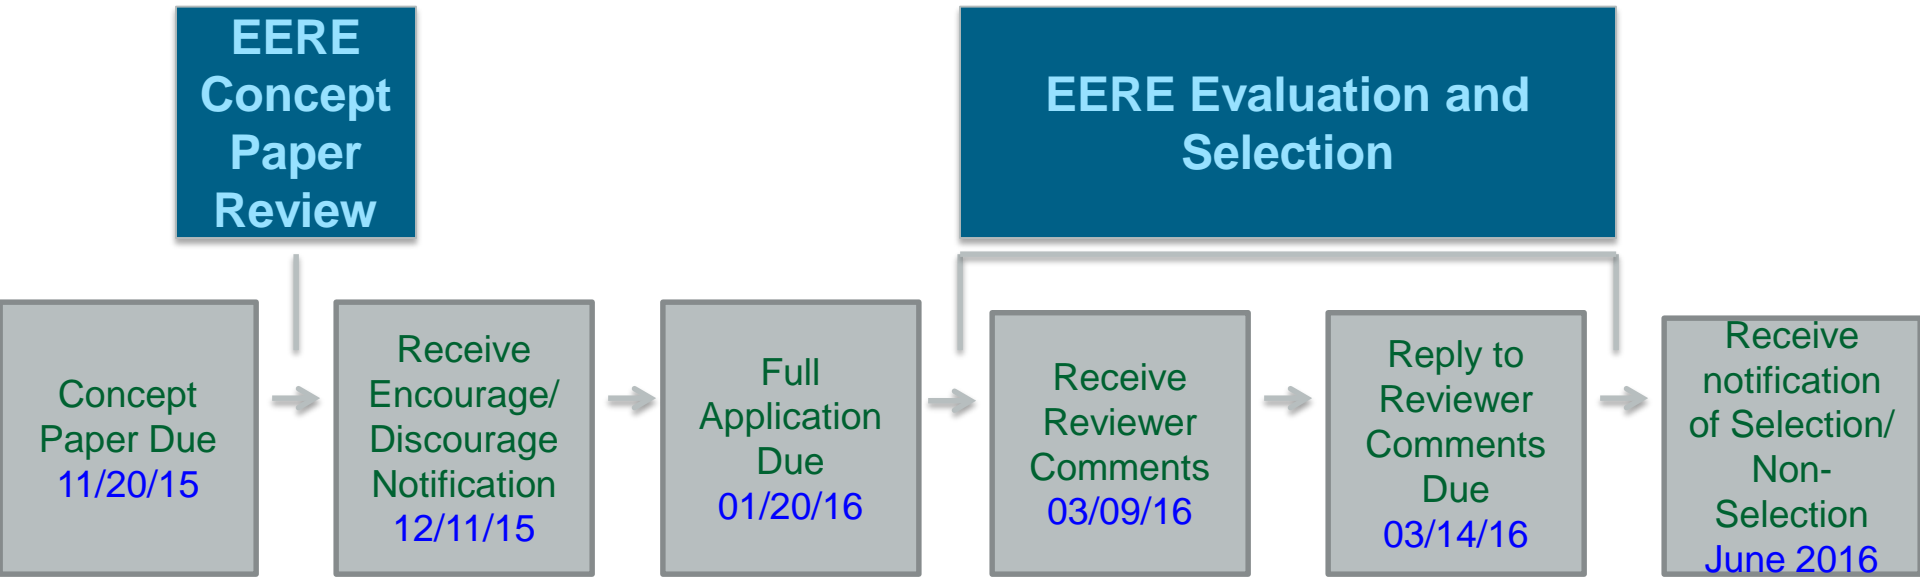 EERE
Concept
Paper
Review
EERE Evaluation and
Selection
Concept
Paper Due
11/20/15
Receive
Encourage/
Discourage
Notification
12/11/15
Full
Application
Due
01/20/16
Receive
Reviewer
Comments
03/09/16
Reply to
Reviewer
Comments
Due
03/14/16
Receive
notification
of Selection/
Non-
Selection
June 2016